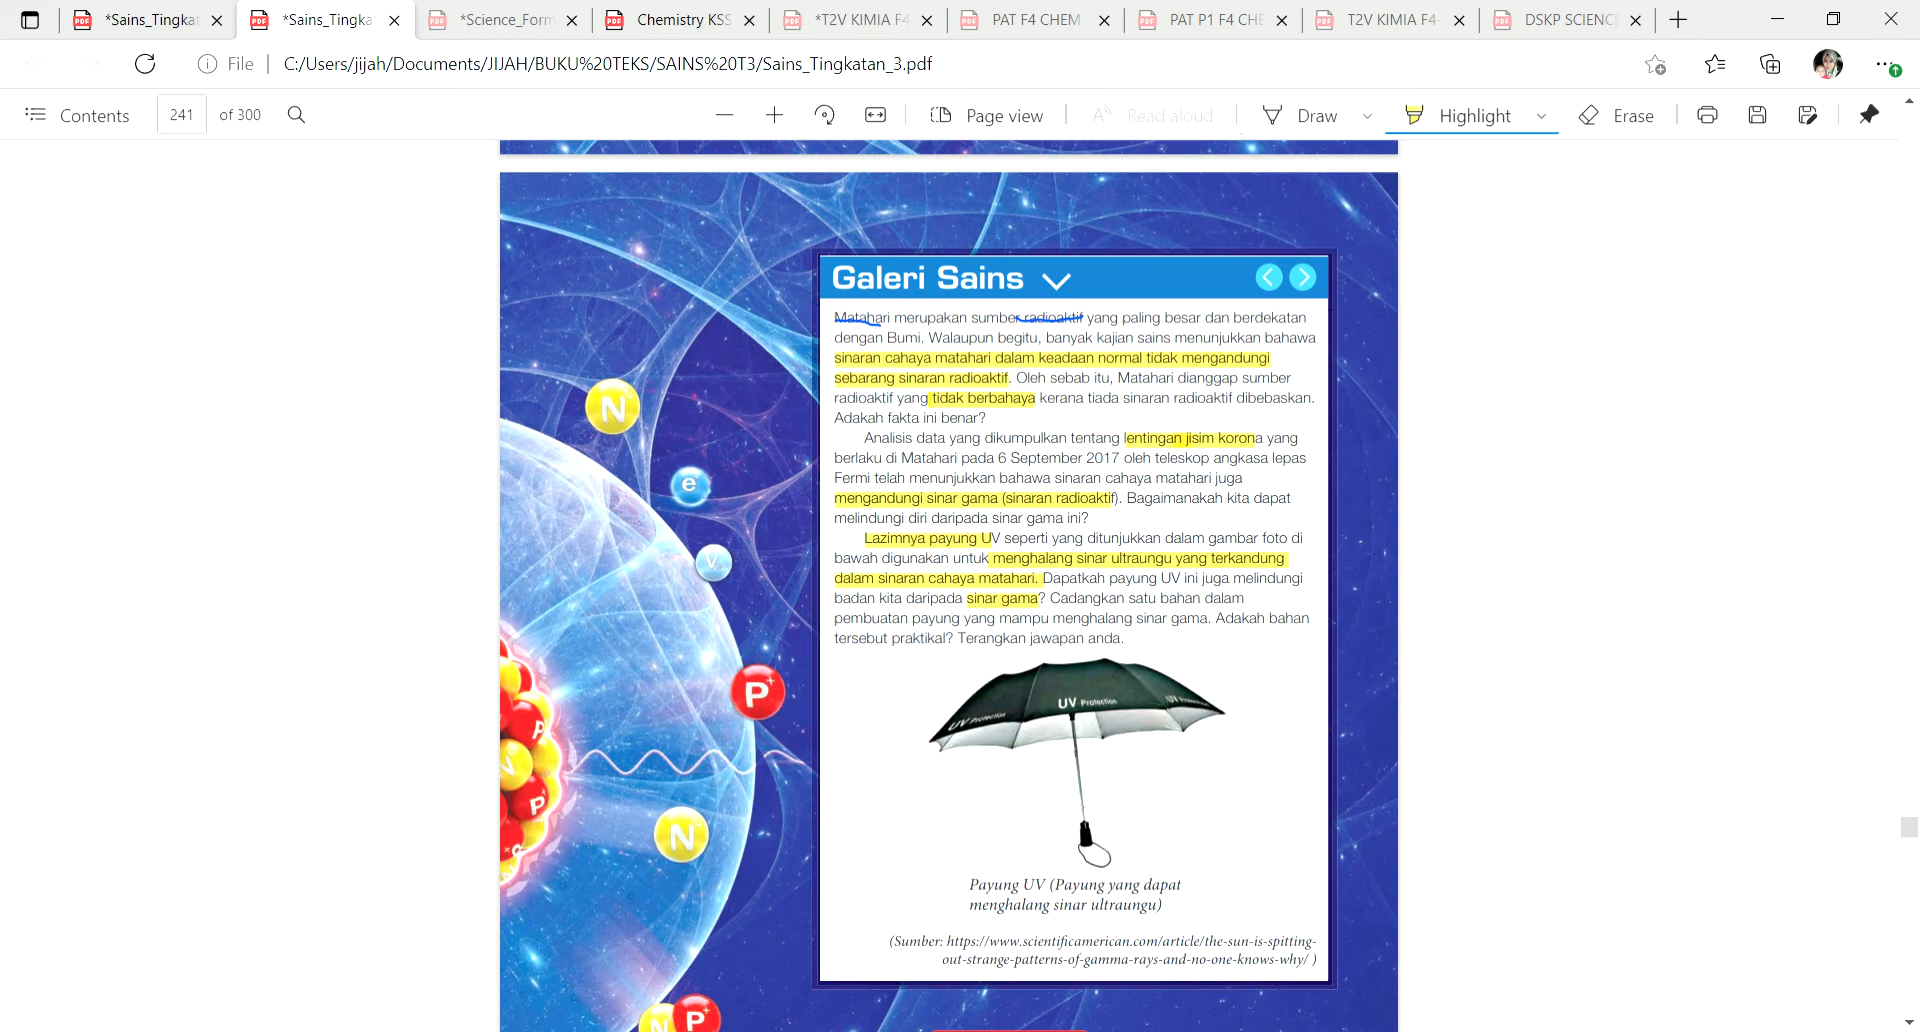 *Sains_Tingkat
*Sains_Tingka
*Science_Form
Chemistry KSS
*T2V KIMIA F4
PAT F4 CHEM
PAT P1 F4 CHE
T2V KIMIA F4-
DSKP SCIENCE
File
C:/Users/jijah/Documents/JIJAH/BUKU%20TEKS/SAINS%20T3/Sains_Tingkatan_3.pdf
Contents
241
of 300
Page view
Read aloud
Draw
Highlight
Erase
Galeri Sains
Matahari merupakan sumber radioaktif yang paling besar dan berdekatan
dengan Bumi. Walaupun begitu, banyak kajian sains menunjukkan bahawa
sinaran cahaya matahari dalam keadaan normal tidak mengandungi
sebarang sinaran radioaktif. Oleh sebab itu, Matahari dianggap sumber
radioaktif yang tidak berbahaya kerana tiada sinaran radioaktif dibebaskan.
Adakah fakta ini benar?
Analisis data yang dikumpulkan tentang lentingan jisim korona yang
berlaku di Matahari pada 6 September 2017 oleh teleskop angkasa lepas
Fermi telah menunjukkan bahawa sinaran cahaya matahari juga
mengandungi sinar gama (sinaran radioaktif). Bagaimanakah kita dapat
melindungi diri daripada sinar gama ini?
Lazimnya payung UV seperti yang ditunjukkan dalam gambar foto di
bawah digunakan untuk menghalang sinar ultraungu yang terkandung
dalam sinaran cahaya matahari. Dapatkah payung UV ini juga melindungi
badan kita daripada sinar gama? Cadangkan satu bahan dalam
pembuatan payung yang mampu menghalang sinar gama. Adakah bahan
tersebut praktikal? Terangkan jawapan anda.
UV Protection
UV Protection
UV Protection
Payung UV (Payung yang dapat
menghalang sinar ultraungu)
(Sumber: https://www.scientificamerican.com/article/the-sun-is-spitting-
out-strange-patterns-of-gamma-rays-and-no-one-knows-why/ )
N
e
V
P+
P
N
P
N
N
P+